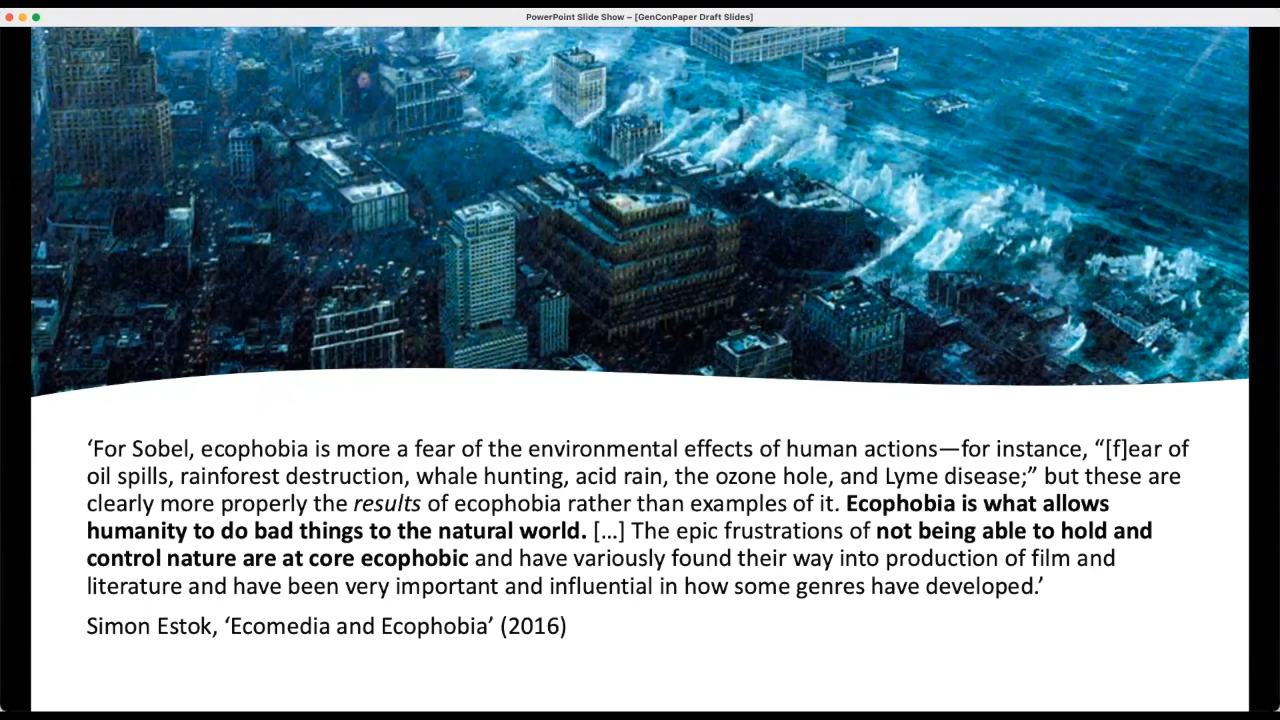 PowerPoint Slide Show – [GenConPaper Draft Slides]
‘For Sobel, ecophobia is more a fear of the environmental effects of human actions—for instance, “[f]ear of
oil spills, rainforest destruction, whale hunting, acid rain, the ozone hole, and Lyme disease;” but these are
clearly more properly the results of ecophobia rather than examples of it. Ecophobia is what allows
humanity to do bad things to the natural world. […] The epic frustrations of not being able to hold and
control nature are at core ecophobic and have variously found their way into production of film and
literature and have been very important and influential in how some genres have developed.’
Simon Estok, ‘Ecomedia and Ecophobia’ (2016)